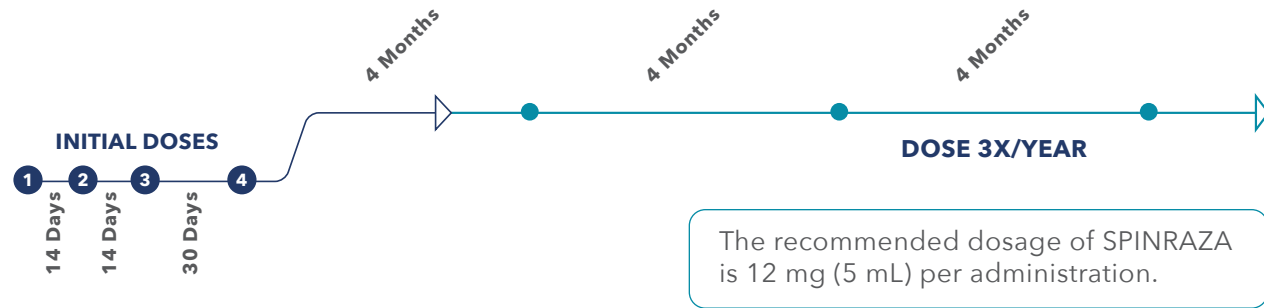 4 Months
4 Months
4 Months
INITIAL DOSES
1
2
3
4
14 Days
14 Days
30 Days
DOSE 3X/YEAR
The recommended dosage of SPINRAZA
is 12 mg (5 mL) per administration.